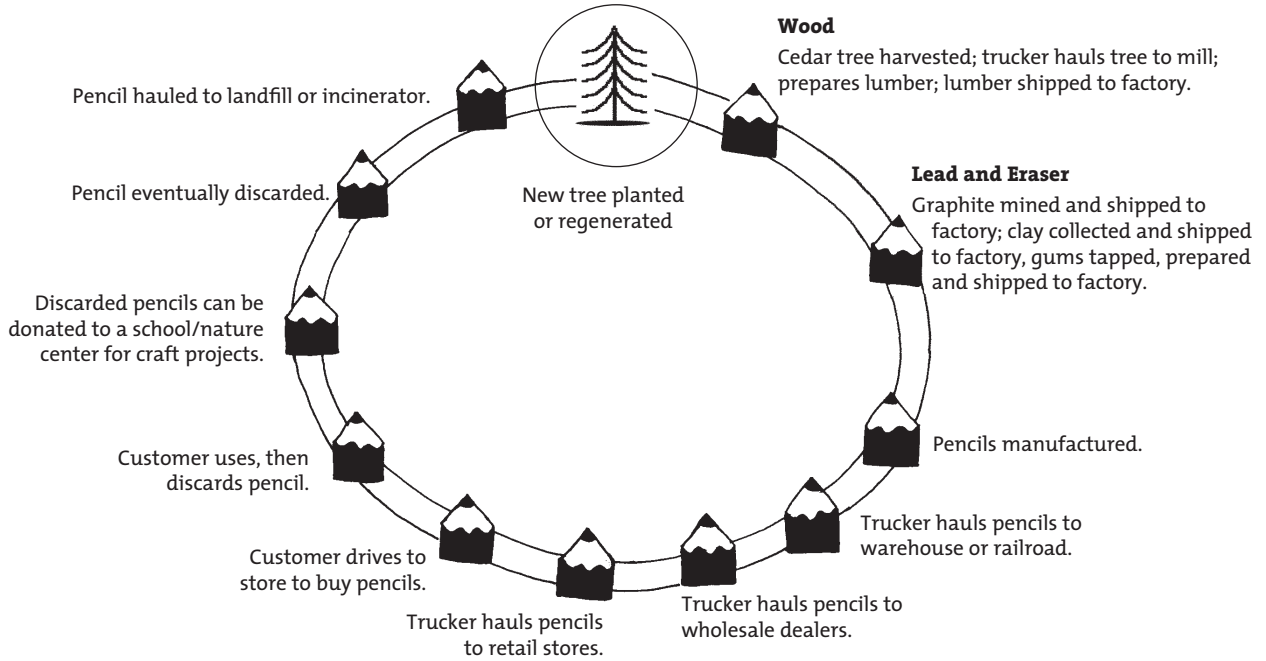 Wood
Cedar tree harvested; trucker hauls tree to mill;
prepares lumber; lumber shipped to factory.
Lead and Eraser
Graphite mined and shipped to
factory; clay collected and shipped
to factory, gums tapped, prepared
and shipped to factory.
Pencils manufactured.
Trucker hauls pencils to
warehouse or railroad.
Trucker hauls pencils to
wholesale dealers.
Trucker hauls pencils
to retail stores.
Customer drives to
store to buy pencils.
Customer uses, then
discards pencil.
Discarded pencils can be
donated to a school/nature
center for craft projects.
Pencil eventually discarded.
Pencil hauled to landfill or incinerator.
New tree planted
or regenerated